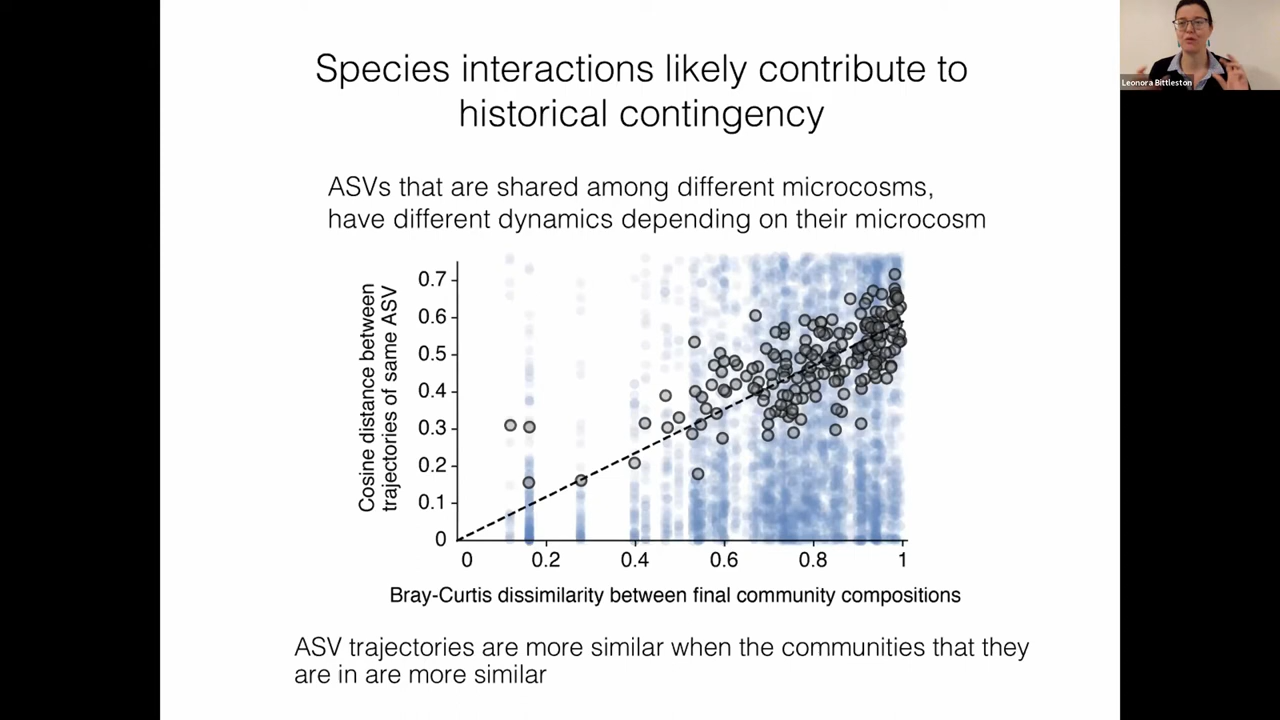 Species interactions likely contribute to
historical contingency
Leonora Bittleston
ASVs that are shared among different microcosms,
have different dynamics depending on their microcosm
Cosine distance between
trajectories of same ASV
0.7
0.6
0.5
0.4
0.3
0.2
0.1
0
0 0.2 0.4 0.6 0.8 1
Bray-Curtis dissimilarity between final community compositions
ASV trajectories are more similar when the communities that they
are in are more similar